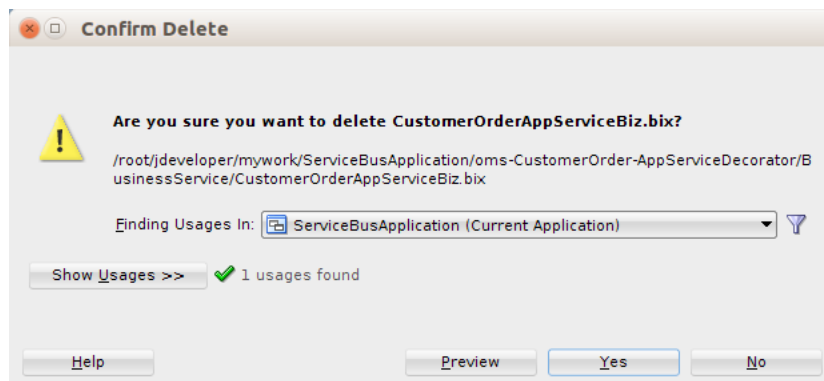 Confirm Delete
Are you sure you want to delete CustomerOrderAppServiceBiz.bix?
/root/jdeveloper/mywork/ServiceBusApplication/oms-CustomerOrder-AppServiceDecorator/B
usinessService/CustomerOrderAppServiceBiz.bix
Finding Usages In: ServiceBusApplication (Current Application)
Show Usages >> 1 usages found
Help Preview Yes No